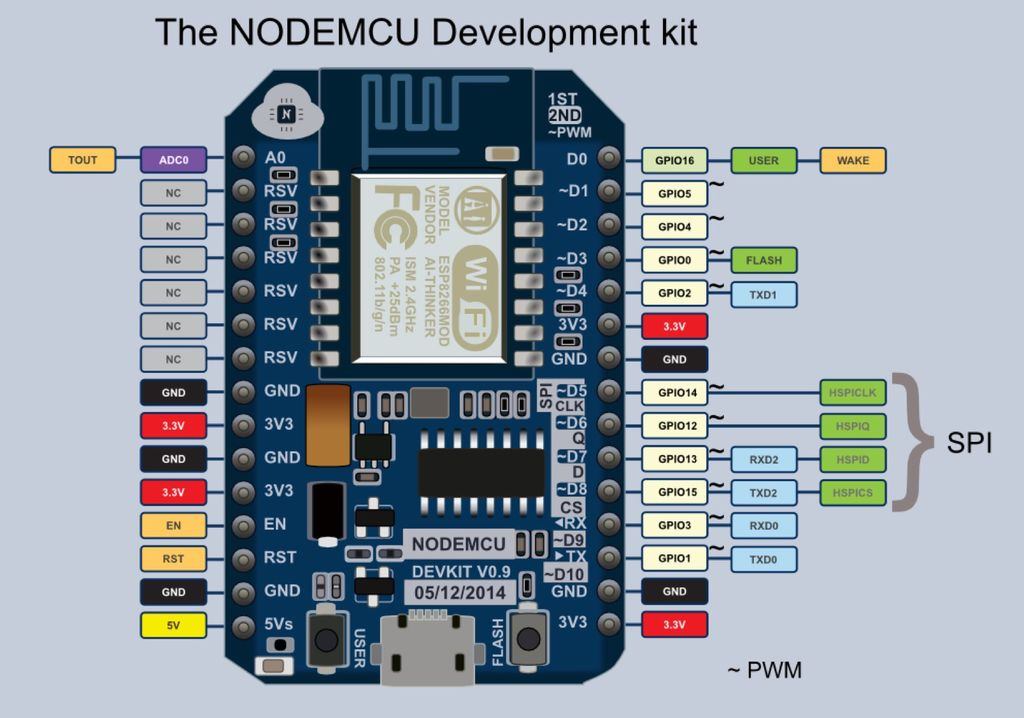 The NODEMCU Development kit
1ST
2ND
~PWM
N
TOUT ADC0 A0
NC RSV
NC RSV
NC RSV
NC RSV
NC RSV
NC RSV
GND GND
3.3V 3V3
GND GND
3.3V 3V3
EN EN
RST RST
GND GND
5V 5Vs
MODEL ESP8266MOD
VENDOR AI-THINKER
ISM 2.4GHz
PA +25dBm
802.11b/g/n
FC
AI
Wi Fi
D0 GPIO16 USER WAKE
~D1 GPIO5 ~
~D2 GPIO4 ~
~D3 GPIO0 ~ FLASH
~D4 GPIO2 ~ TXD1
3V3 3.3V
GND GND
SPI
~D5 GPIO14 ~ HSPICLK
CLK
~D6 GPIO12 ~ HSPIQ
Q
~D7 GPIO13 ~ RXD2 HSPID
D
~D8 GPIO15 ~ TXD2 HSPICS
CS
RX GPIO3 ~ RXD0
~D9
TX GPIO1 ~ TXD0
~D10
GND GND
3V3 3.3V
SPI
NODEMCU
DEVKIT V0.9
05/12/2014
USER
FLASH
~ PWM